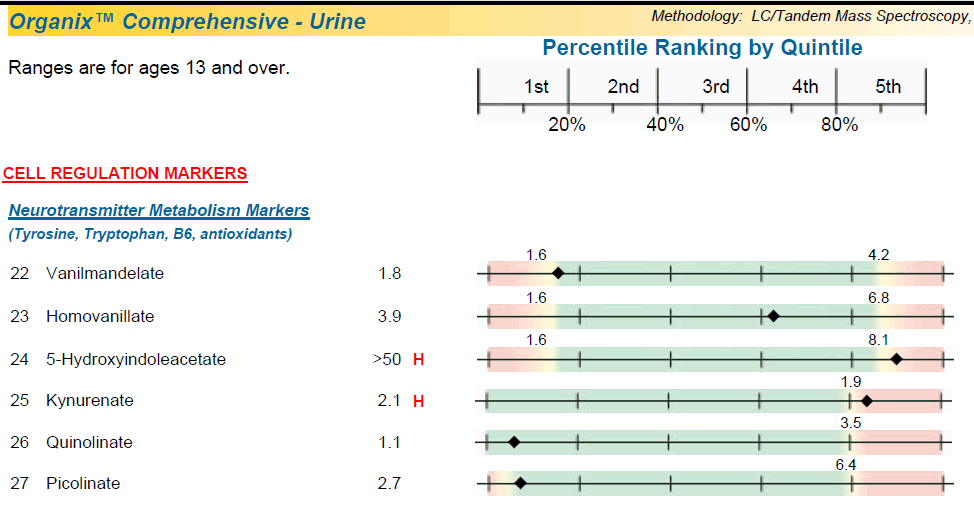 Organix™ Comprehensive - Urine
Methodology: LC/Tandem Mass Spectroscopy,
Percentile Ranking by Quintile
Ranges are for ages 13 and over.
1st 2nd 3rd 4th 5th
20% 40% 60% 80%
CELL REGULATION MARKERS
Neurotransmitter Metabolism Markers
(Tyrosine, Tryptophan, B6, antioxidants)
1.6 4.2
22 Vanilmandelate 1.8
1.6 6.8
23 Homovanillate 3.9
1.6 8.1
24 5-Hydroxyindoleacetate >50 H
1.9
25 Kynurenate 2.1 H
3.5
26 Quinolinate 1.1
6.4
27 Picolinate 2.7